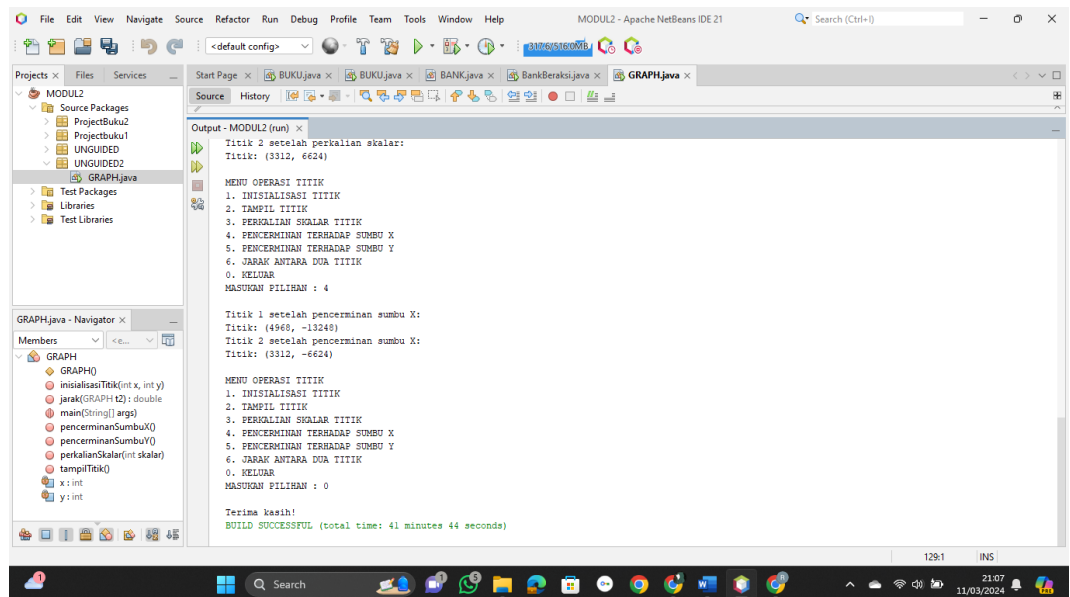 File Edit View Navigate Source Refactor Run Debug Profile Team Tools Window Help MODUL2 - Apache NetBeans IDE 21 Search (Ctrl+I)
<default config> 317.6/516.0MB
Projects Files Services Start Page BUKU.java BUKU.java BANK.java BankBeraksi.java GRAPH.java
MODUL2
Source Packages
ProjectBuku2
Projectbuku1
UNGUIDED
UNGUIDED2
GRAPH.java
Test Packages
Libraries
Test Libraries
GRAPH.java - Navigator
Members <e...
GRAPH
GRAPH()
inisialisasiTitik(int x, int y)
jarak(GRAPH t2) : double
main(String[] args)
pencerminanSumbuX()
pencerminanSumbuY()
perkalianSkalar(int skalar)
tampilTitik()
x : int
y : int
Source History
Output - MODUL2 (run)
Titik 2 setelah perkalian skalar:
Titik: (3312, 6624)
MENU OPERASI TITIK
1. INISIALISASI TITIK
2. TAMPIL TITIK
3. PERKALIAN SKALAR TITIK
4. PENCERMINAN TERHADAP SUMBU X
5. PENCERMINAN TERHADAP SUMBU Y
6. JARAK ANTARA DUA TITIK
0. KELUAR
MASUKAN PILIHAN : 4
Titik 1 setelah pencerminan sumbu X:
Titik: (4968, -13248)
Titik 2 setelah pencerminan sumbu X:
Titik: (3312, -6624)
MENU OPERASI TITIK
1. INISIALISASI TITIK
2. TAMPIL TITIK
3. PERKALIAN SKALAR TITIK
4. PENCERMINAN TERHADAP SUMBU X
5. PENCERMINAN TERHADAP SUMBU Y
6. JARAK ANTARA DUA TITIK
0. KELUAR
MASUKAN PILIHAN : 0
Terima kasih!
BUILD SUCCESSFUL (total time: 41 minutes 44 seconds)
129:1 INS
1 Search 1 5 21:07
11/03/2024